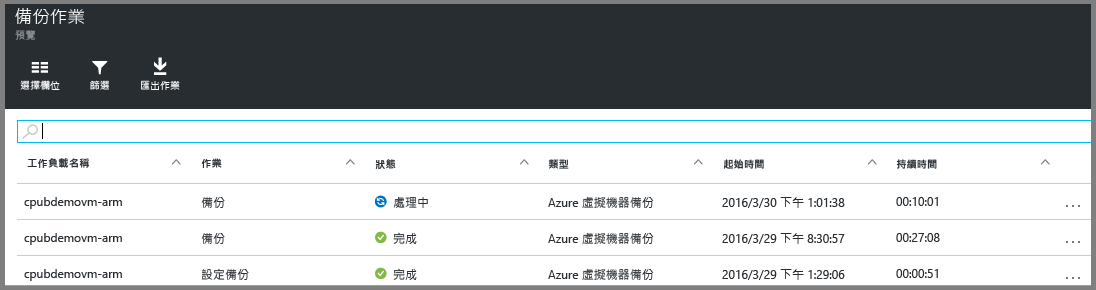 備份作業
預覽
選擇欄位 篩選 匯出作業
工作負載名稱 作業 狀態 類型 起始時間 持續時間
cpubdemovm-arm 備份 處理中 Azure 虛擬機器備份 2016/3/30 下午 1:01:38 00:10:01 ...
cpubdemovm-arm 備份 完成 Azure 虛擬機器備份 2016/3/29 下午 8:30:57 00:27:08 ...
cpubdemovm-arm 設定備份 完成 Azure 虛擬機器備份 2016/3/29 下午 1:29:06 00:00:51 ...